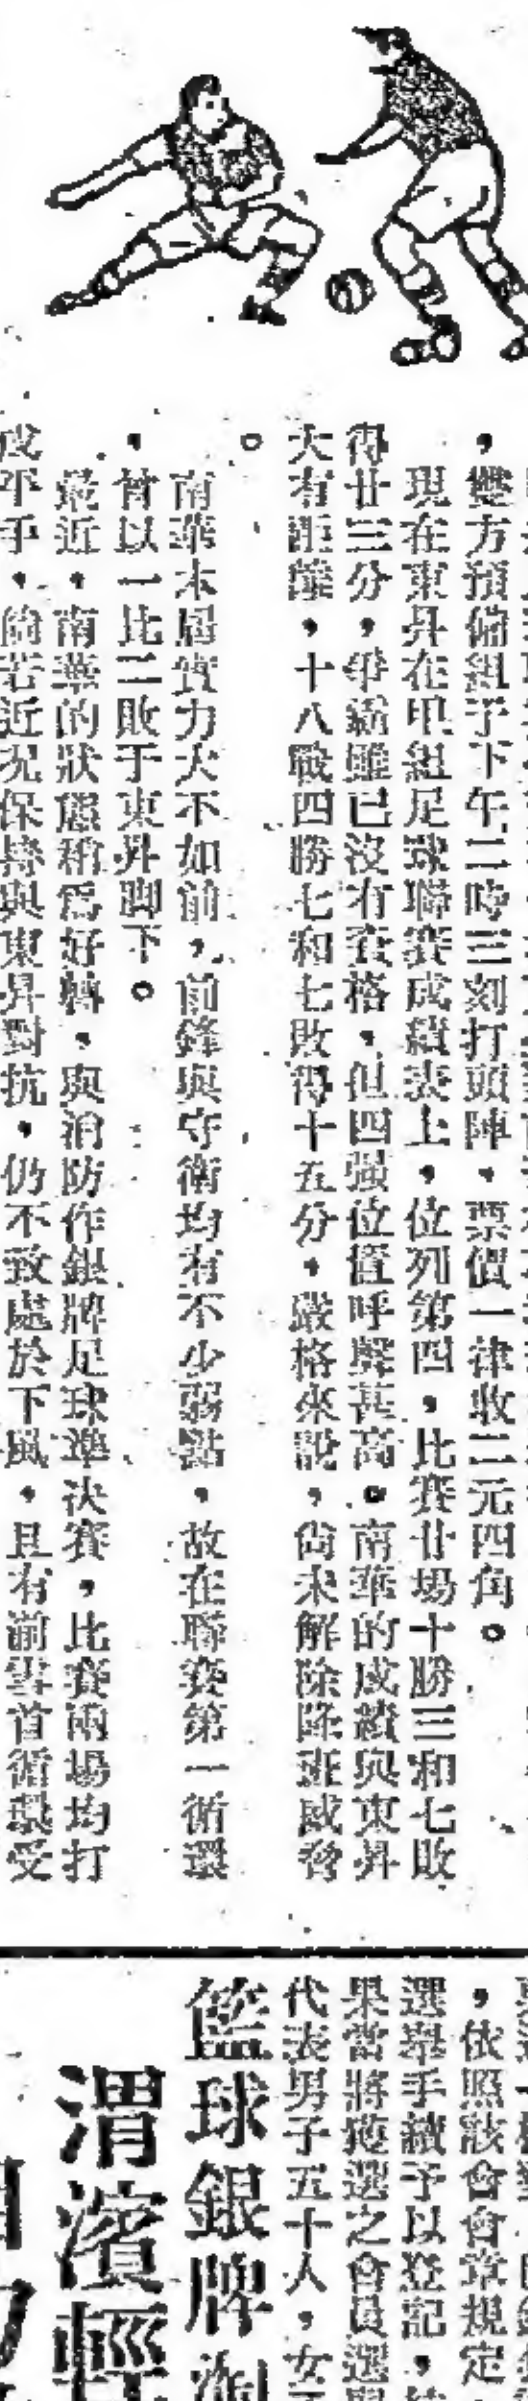 ，雙方預備組于下午二時三刻打頭陣，票價一律收二元四角。
現在東昇在甲組足球聯賽成績表上，位列第四，比賽廿場十勝三和七敗
得廿三分，爭霸雖已沒有資格，但四强位置呼聲甚高。南華的成績與東昇
大有距離，十八戰四勝七和七敗得十五分，嚴格來說，尙未解除降班威脅
。
南華本屆實力大不如前，前鋒與守衛均有不少弱點，故在聯賽第一循環
，曾以一比二敗于東昇脚下。
最近，南華的狀態稍爲好轉，與消防作銀牌足球準決賽，比賽兩場均打
成平手，倘若近况保持與東昇對抗，仍不致處於下風，且有湔雪首循環受
，依照該會會章規定
選舉手續予以登記，
果當將獲選之會員選
代表男子五十人，女
籃球銀牌
渭濱輕